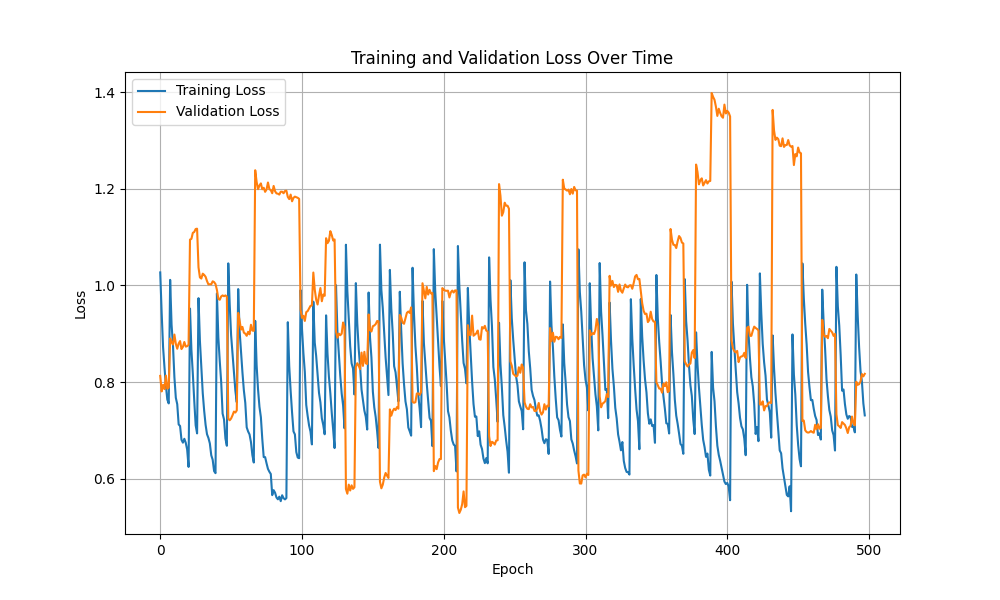 Training and Validation Loss Over Time
Training Loss
Validation Loss
Loss
1.4
1.2
1.0
0.8
0.6
0
100
200
300
400
500
Epoch